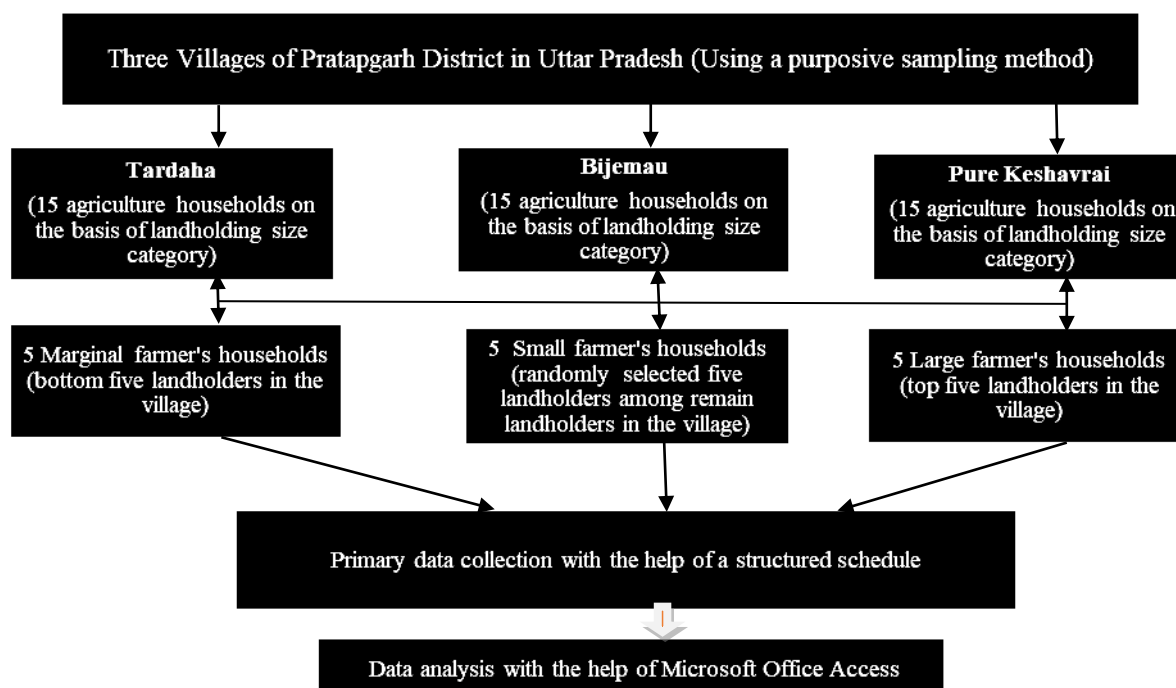 Three Villages of Pratapgarh District in Uttar Pradesh (Using a purposive sampling method)
Tardaha
(15 agriculture households on
the basis of landholding size
category)
Bijemau
(15 agriculture households on
the basis of landholding size
category)
Pure Keshavrai
(15 agriculture households on
the basis of landholding size
category)
5 Marginal farmer's households
(bottom five landholders in the
village)
5 Small farmer's households
(randomly selected five
landholders among remain
landholders in the village)
5 Large farmer's households
(top five landholders in the
village)
Primary data collection with the help of a structured schedule
Data analysis with the help of Microsoft Office Access